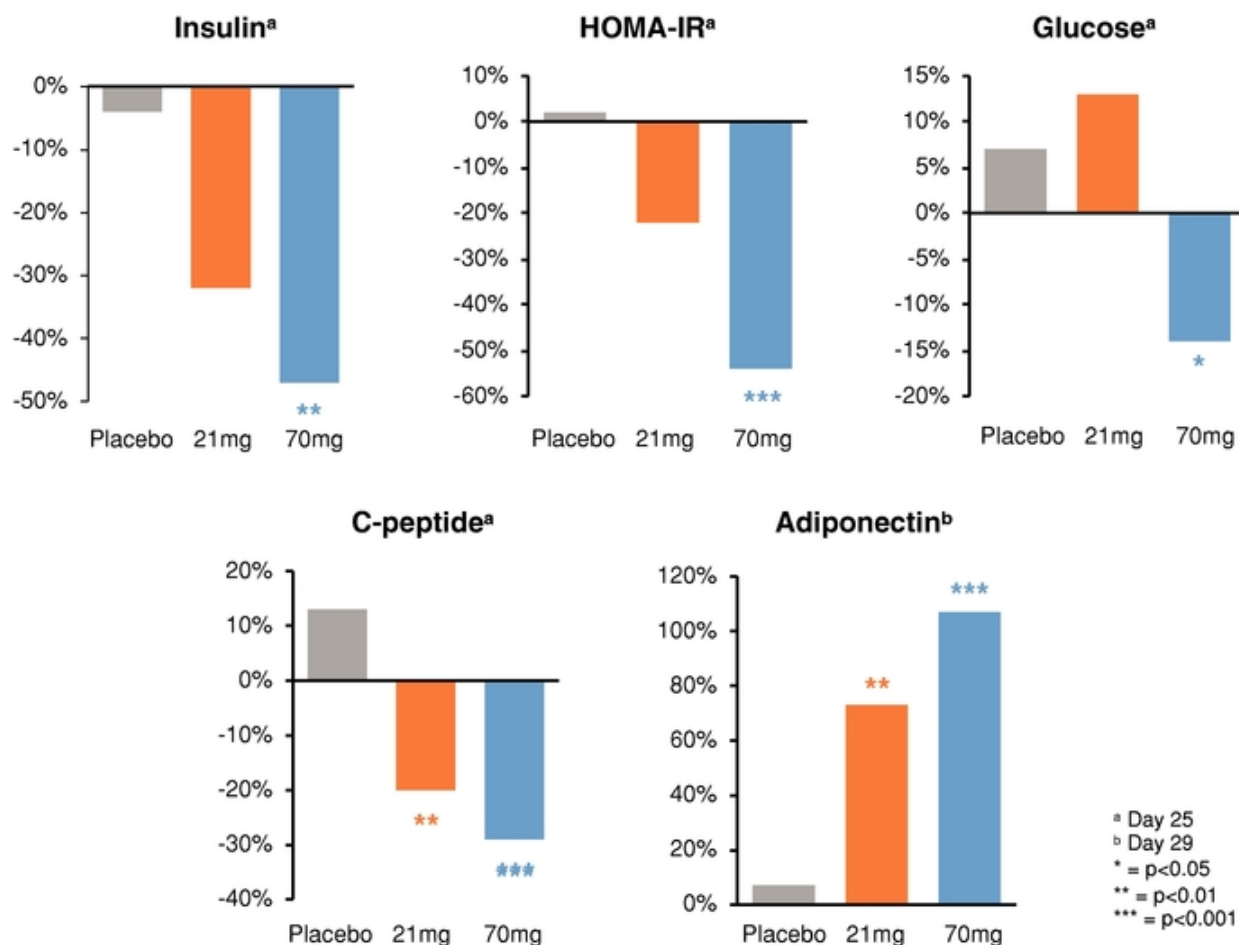 Insulinᵃ
0%
-10%
-20%
-30%
-40%
-50%
**
Placebo 21mg 70mg
HOMA-IRᵃ
10%
0%
-10%
-20%
-30%
-40%
-50%
-60%
***
Placebo 21mg 70mg
Glucoseᵃ
15%
10%
5%
0%
-5%
-10%
-15%
-20%
*
Placebo 21mg 70mg
C-peptideᵃ
20%
10%
0%
-10%
-20%
-30%
-40%
**
***
Placebo 21mg 70mg
Adiponectinᵇ
120%
100%
80%
60%
40%
20%
0%
**
***
Placebo 21mg 70mg
ᵃ Day 25
ᵇ Day 29
* = p<0.05
** = p<0.01
*** = p<0.001